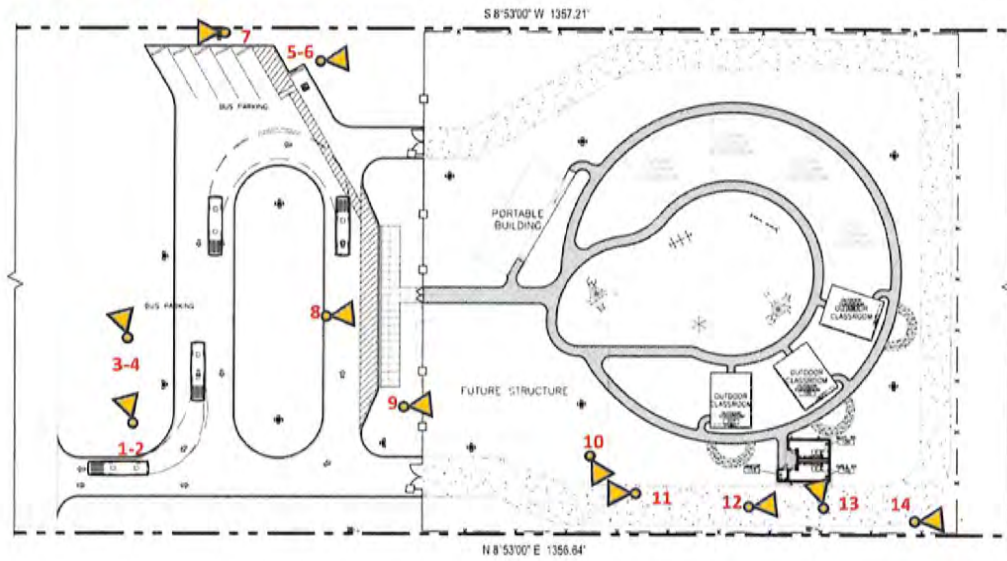 S 8°53'00" W 1357.21'
7
5-6
BUS PARKING
PORTABLE
BUILDING
BUS PARKING
8
3-4
OUTDOOR
CLASSROOM
OUTDOOR
CLASSROOM
FUTURE STRUCTURE
OUTDOOR
CLASSROOM
9
1-2
10
11
12
13
14
N 8°53'00" E 1356.64'